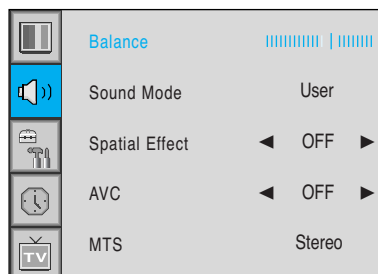 Balance
Sound Mode User
Spatial Effect ◄ OFF ►
AVC ◄ OFF ►
MTS Stereo
TV